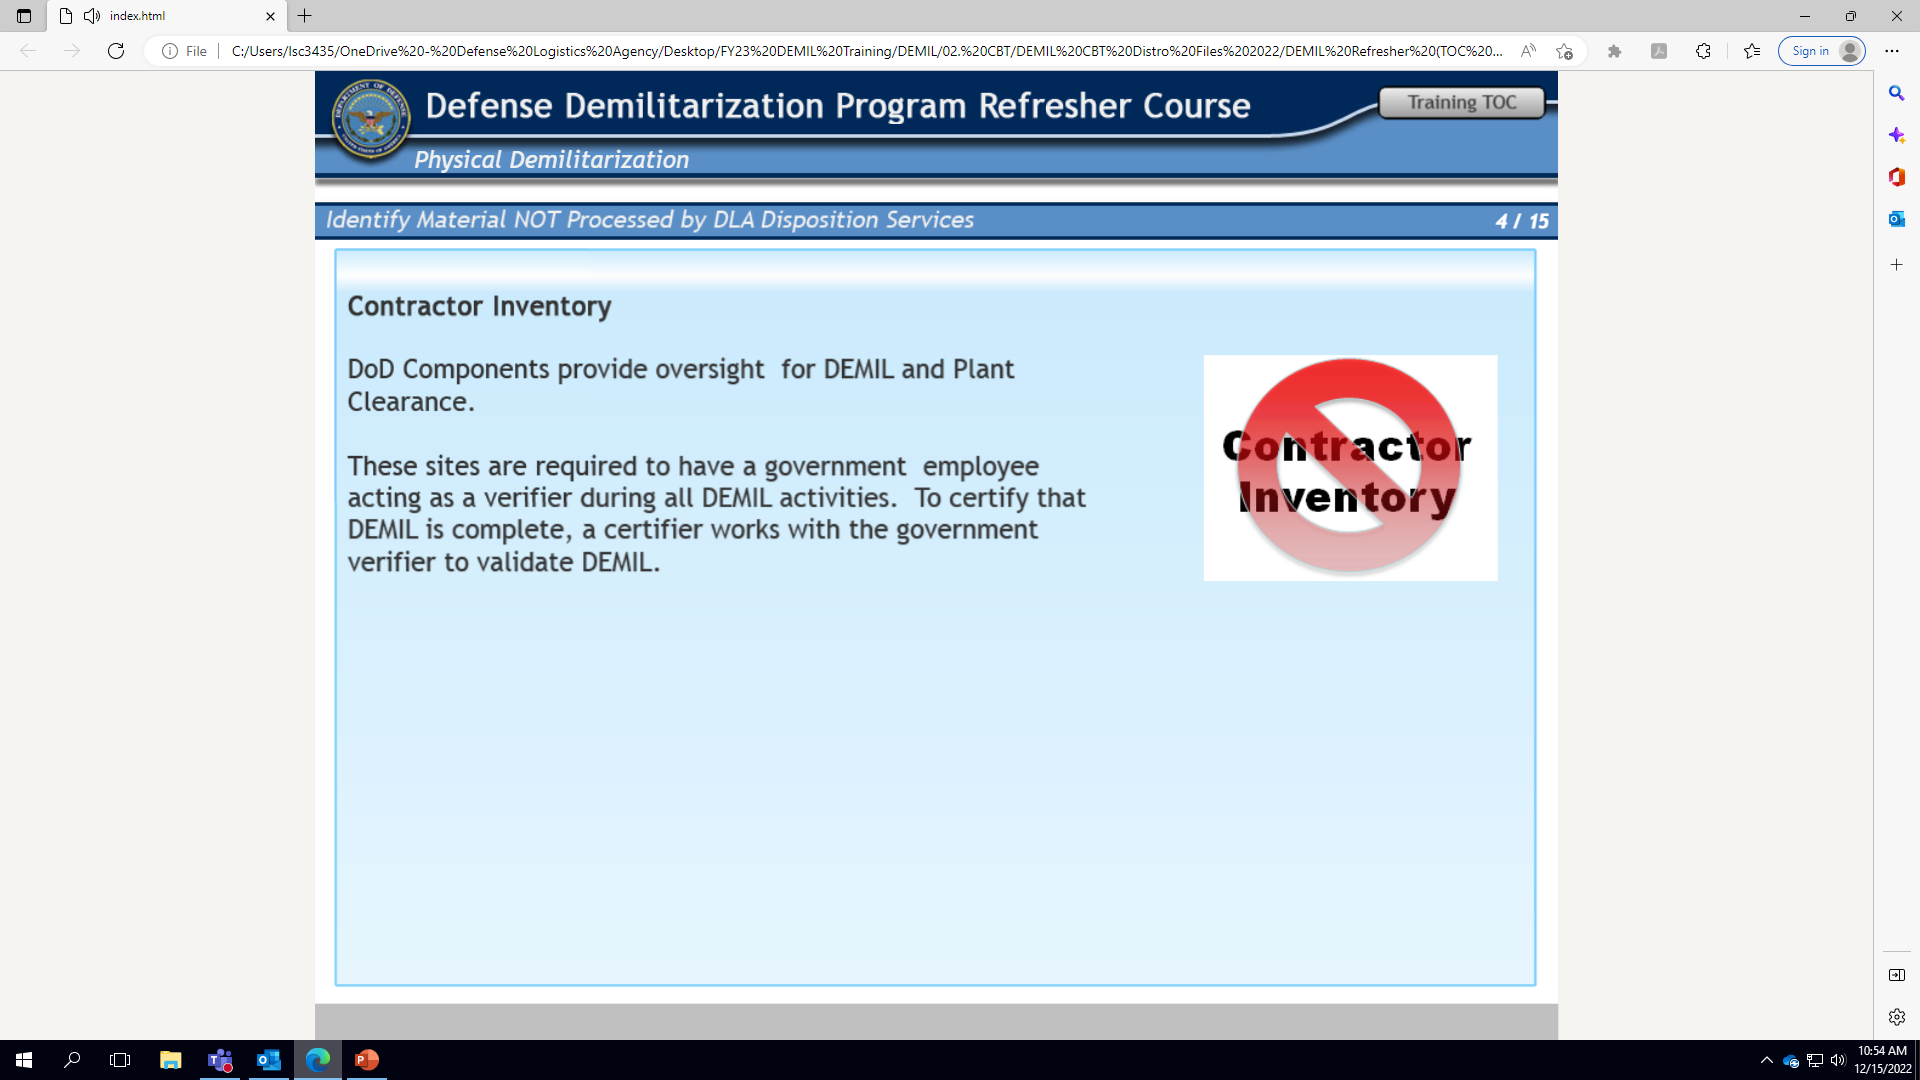 index.html
File
C:/Users/lsc3435/OneDrive%20-%20Defense%20Logistics%20Agency/Desktop/FY23%20DEMIL%20Training/DEMIL/02.%20CBT/DEMIL%20CBT%20Distro%20Files%202022/DEMIL%20Refresher%20(TOC%20...
Sign in
Defense Demilitarization Program Refresher Course
Training TOC
Physical Demilitarization
Identify Material NOT Processed by DLA Disposition Services
4 / 15
Contractor Inventory
DoD Components provide oversight  for DEMIL and Plant
Clearance.
These sites are required to have a government  employee
acting as a verifier during all DEMIL activities.  To certify that
DEMIL is complete, a certifier works with the government
verifier to validate DEMIL.
Contractor
Inventory
10:54 AM
12/15/2022